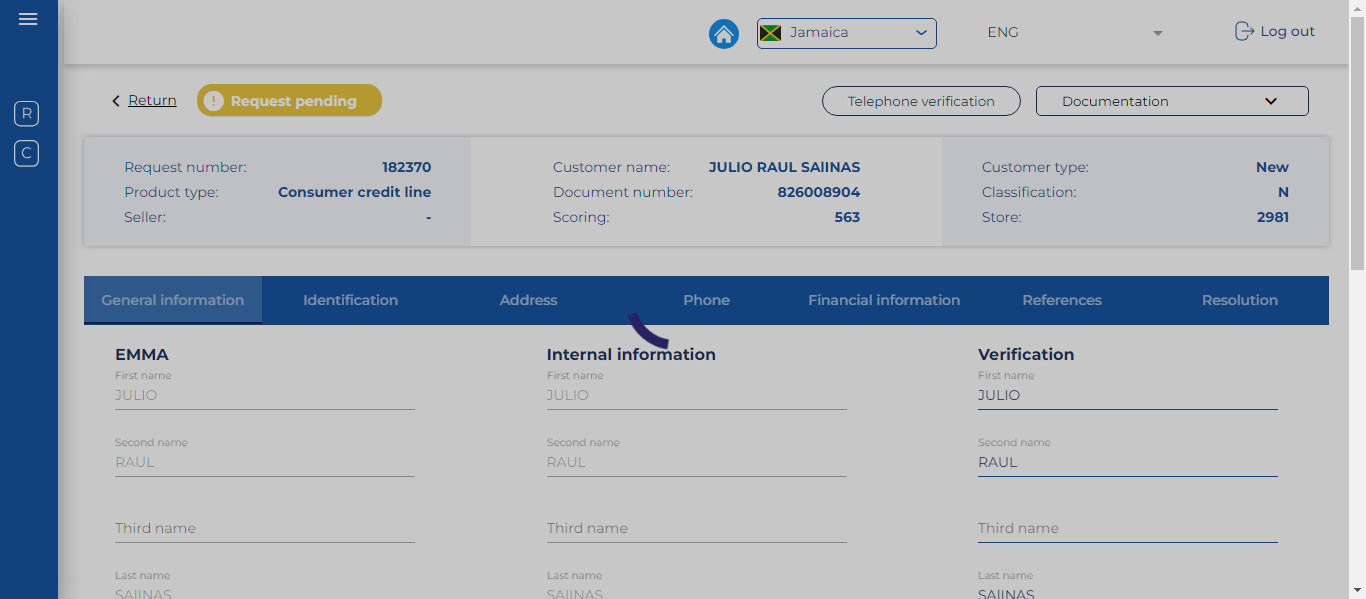 Jamaica ENG Log out
R
C
Return ! Request pending Telephone verification Documentation
Request number: 182370 Customer name: JULIO RAUL SAIINAS Customer type: New
Product type: Consumer credit line Document number: 826008904 Classification: N
Seller: - Scoring: 563 Store: 2981
General information Identification Address Phone Financial information References Resolution
EMMA Internal information Verification
First name First name First name
JULIO JULIO JULIO
Second name Second name Second name
RAUL RAUL RAUL
Third name Third name Third name
Last name Last name Last name
SAIINAS SAIINAS SAIINAS